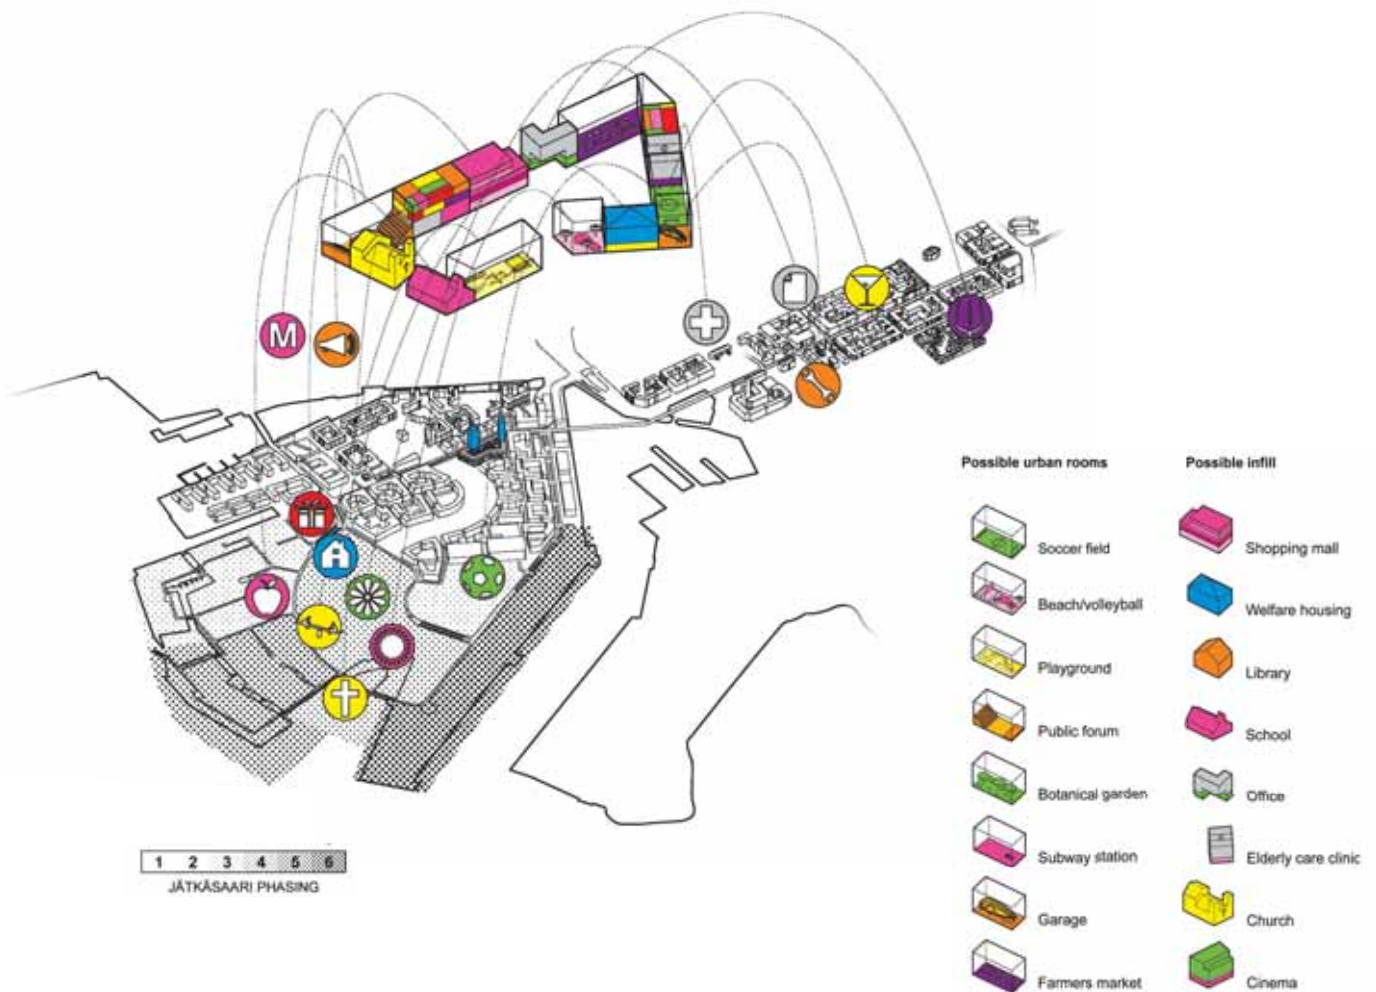 M
Possible urban rooms
Possible infill
Soccer field
Shopping mall
Beach/volleyball
Welfare housing
Playground
Library
Public forum
School
Botanical garden
Office
Subway station
Elderly care clinic
Garage
Church
Farmers market
Cinema
1 2 3 4 5 6
JÄTKÄSAARI PHASING